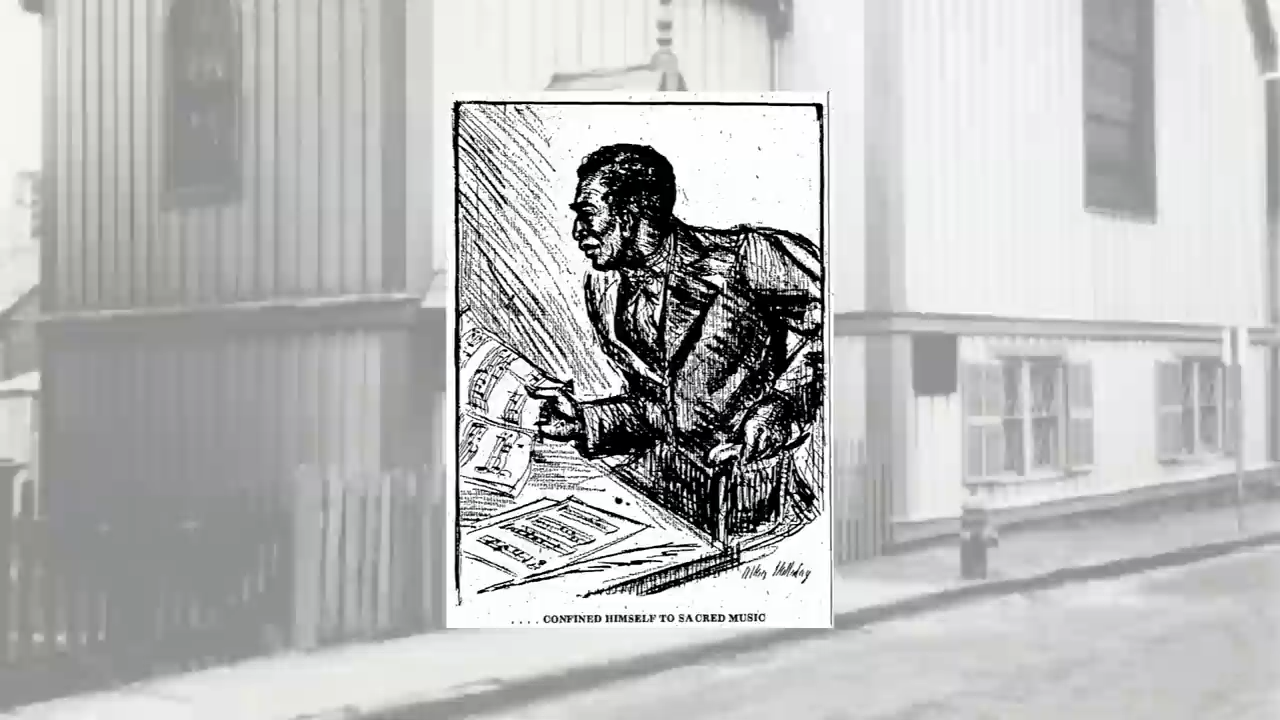 . . . . CONFINED HIMSELF TO SACRED MUSIC